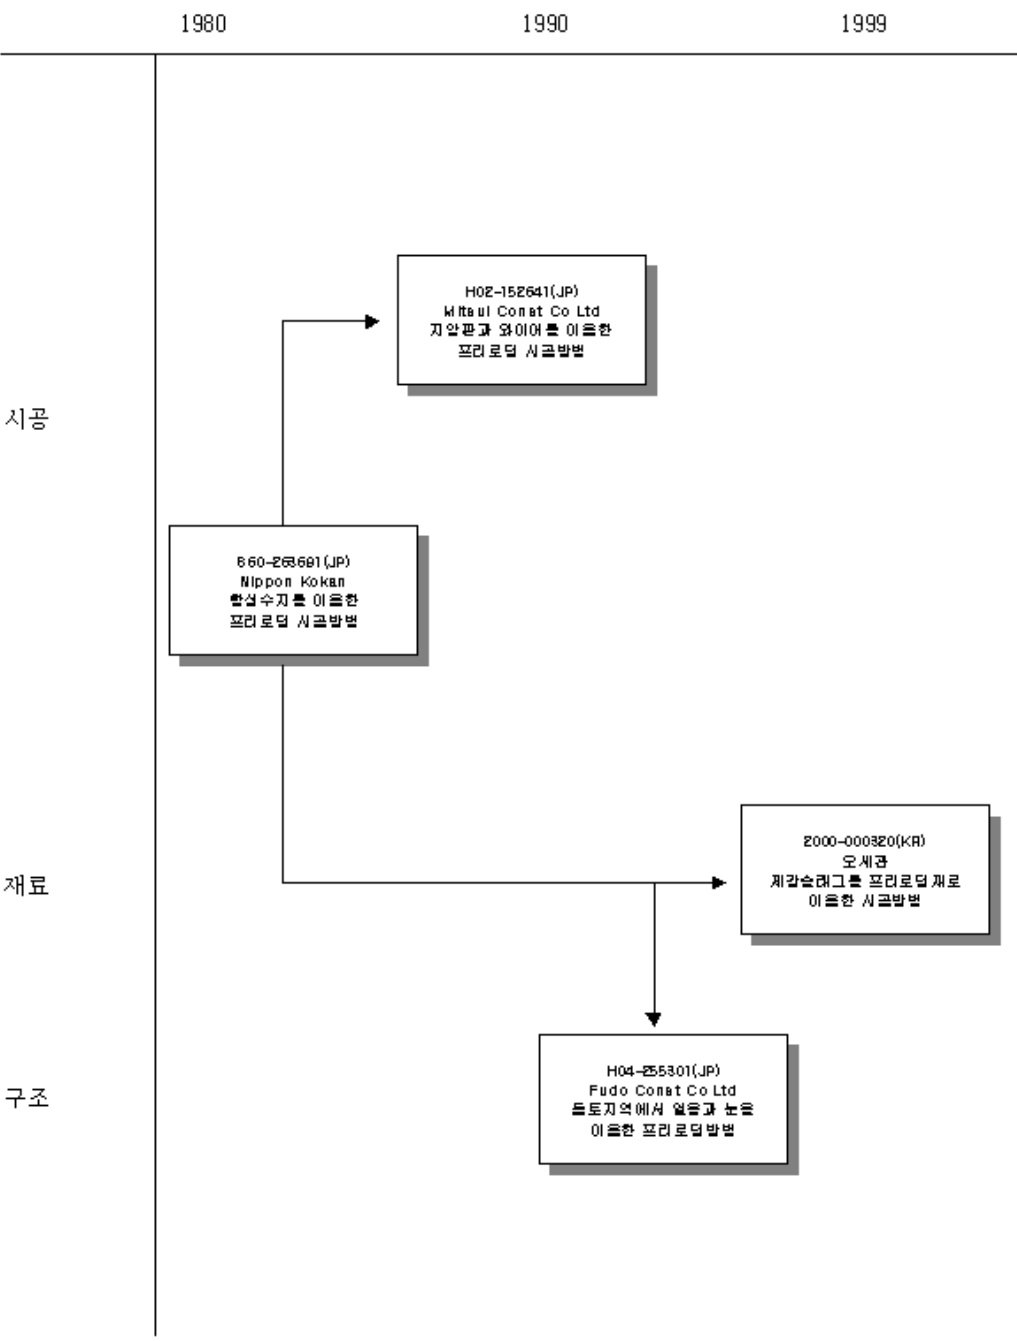 1980 1990 1999
H02-152641(JP)
Mitsui Const Co Ltd
지압판과 와이어를 이용한
프리로딩 시공방법
시공
S60-263691(JP)
Nippon Kokan
합성수지를 이용한
프리로딩 시공방법
2000-000320(KR)
오세관
제강슬래그를 프리로딩재로
이용한 시공방법
재료
H04-255301(JP)
Fudo Const Co Ltd
동토지역에서 얼음과 눈을
이용한 프리로딩방법
구조